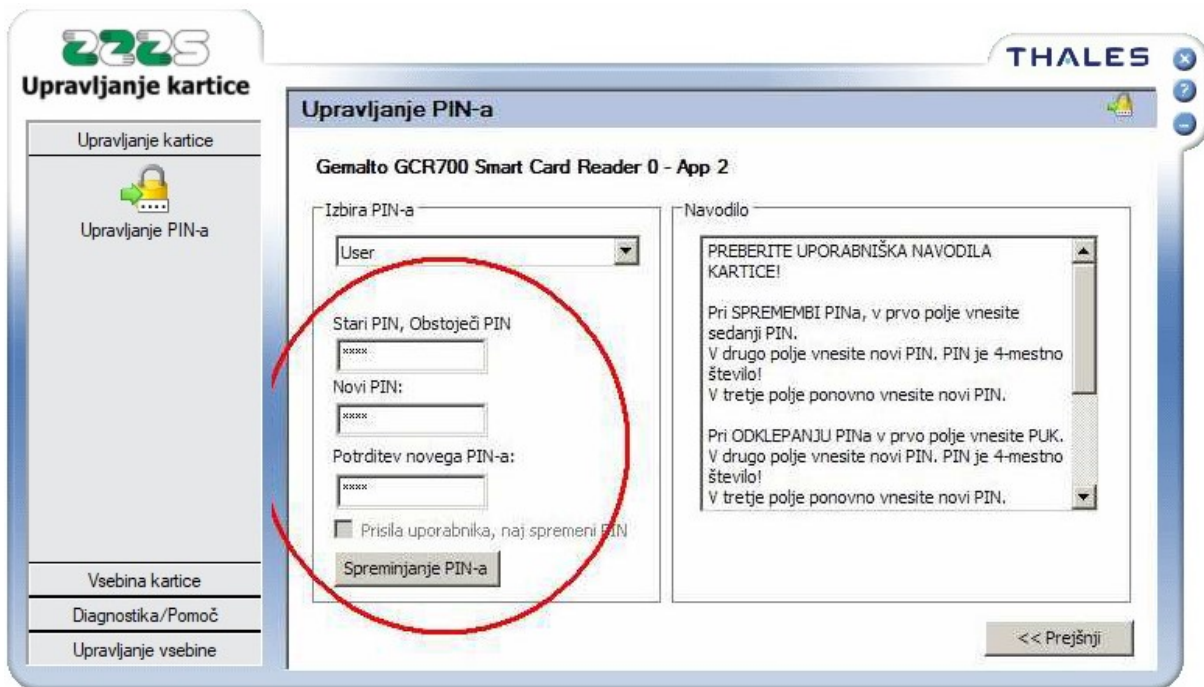 ZZZS
Upravljanje kartice
THALES
Upravljanje kartice
Upravljanje PIN-a
Vsebina kartice
Diagnostika/Pomoč
Upravljanje vsebine
Upravljanje PIN-a
Gemalto GCR700 Smart Card Reader 0 - App 2
Izbira PIN-a
User
Stari PIN, Obstoječi PIN
****
Novi PIN:
****
Potrditev novega PIN-a:
****
Prisila uporabnika, naj spremeni PIN
Spreminjanje PIN-a
Navodilo
PREBERITE UPORABNIŠKA NAVODILA
KARTICE!
Pri SPREMEMBI PINa, v prvo polje vnesite
sedanji PIN.
V drugo polje vnesite novi PIN. PIN je 4-mestno
število!
V tretje polje ponovno vnesite novi PIN.
Pri ODKLEPANJU PINa v prvo polje vnesite PUK.
V drugo polje vnesite novi PIN. PIN je 4-mestno
število!
V tretje polje ponovno vnesite novi PIN.
<< Prejšnji